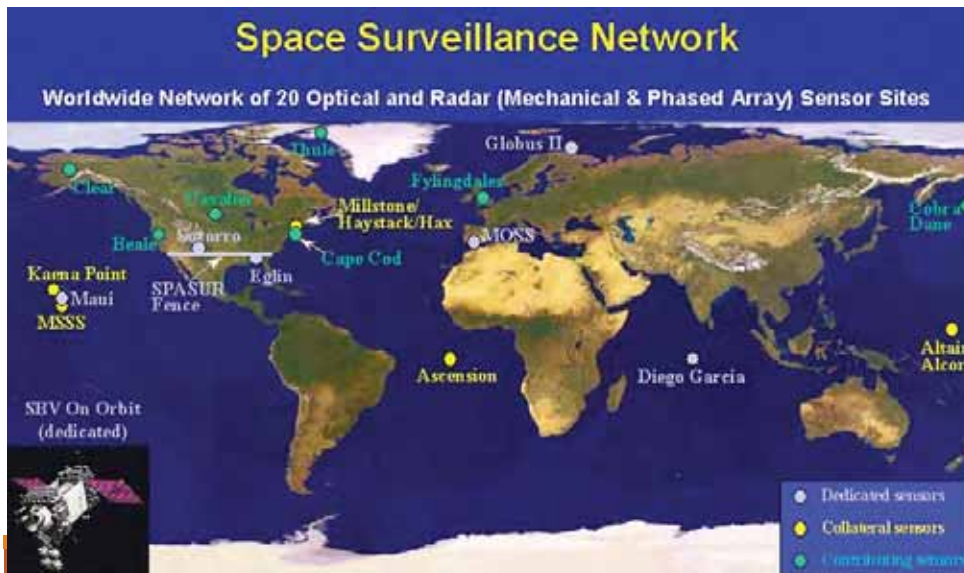 Space Surveillance Network
Worldwide Network of 20 Optical and Radar (Mechanical & Phased Array) Sensor Sites
Thule
Globus II
Clear
Fylingdales
Cavalier
Millstone/
Haystack/Hax
Cobra
Dane
Beale
Socorro
MOSS
Cape Cod
Eglin
Kaena Point
SPASUR
Fence
Maui
MSSS
Altair
Alcor
Ascension
Diego Garcia
SBV On Orbit
(dedicated)
Dedicated sensors
Collateral sensors
Contributing sensors